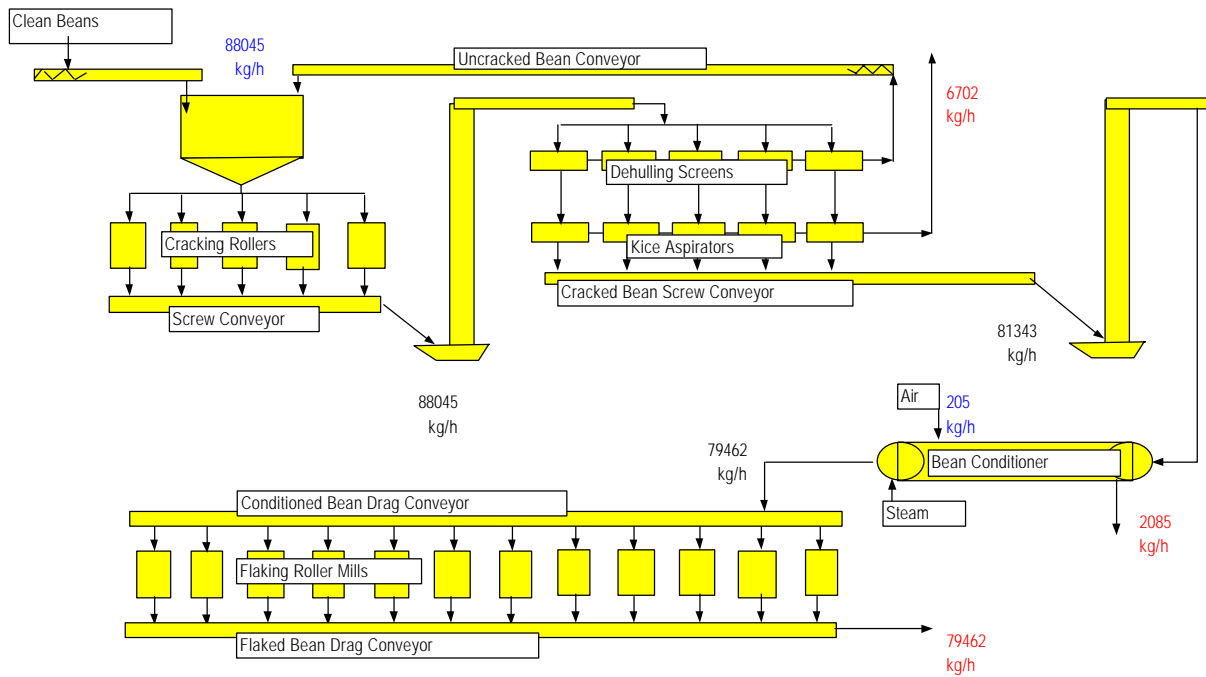 Clean Beans
88045
kg/h
Uncracked Bean Conveyor
6702
kg/h
Dehulling Screens
Cracking Rollers
Kice Aspirators
Cracked Bean Screw Conveyor
Screw Conveyor
81343
kg/h
88045
kg/h
Air
205
kg/h
79462
kg/h
Bean Conditioner
Conditioned Bean Drag Conveyor
Steam
2085
kg/h
Flaking Roller Mills
Flaked Bean Drag Conveyor
79462
kg/h